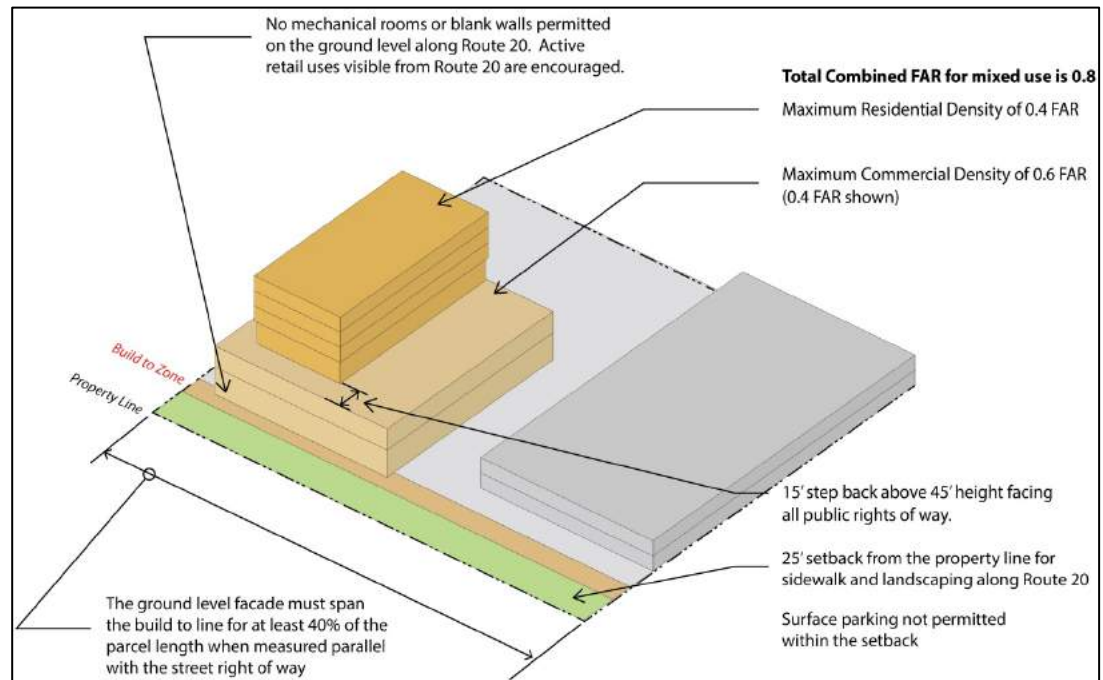 No mechanical rooms or blank walls permitted
on the ground level along Route 20. Active
retail uses visible from Route 20 are encouraged.
Total Combined FAR for mixed use is 0.8
Maximum Residential Density of 0.4 FAR
Maximum Commercial Density of 0.6 FAR
(0.4 FAR shown)
Build to Zone
Property Line
15' step back above 45' height facing
all public rights of way.
25' setback from the property line for
sidewalk and landscaping along Route 20
Surface parking not permitted
within the setback
The ground level facade must span
the build to line for at least 40% of the
parcel length when measured parallel
with the street right of way